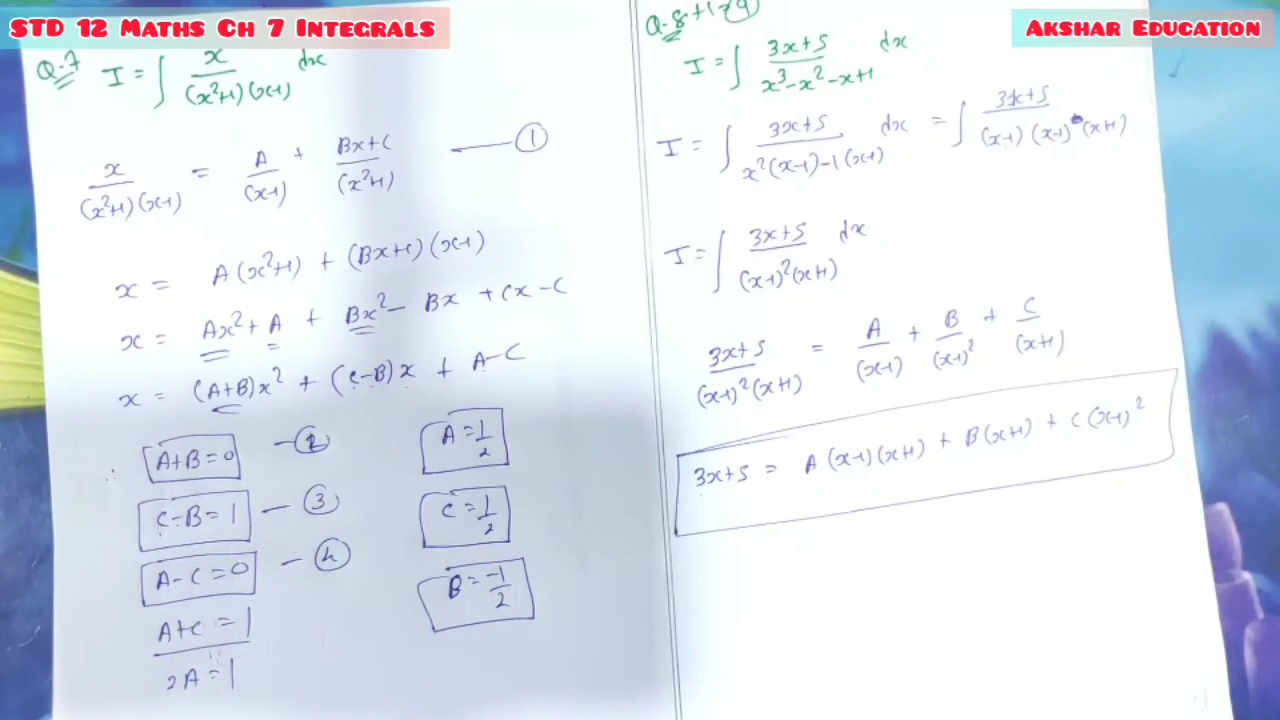 STD 12 Maths Ch 7 Integrals
Akshar Education
Q.7 I = ∫ x/(x²+1)(x-1) dx
x/(x²+1)(x-1) = A/(x-1) + Bx+C/(x²+1) — ①
x = A(x²+1) + (Bx+C)(x-1)
x = Ax² + A + Bx² - Bx + Cx - C
x = (A+B)x² + (C-B)x + A-C
∴ A+B=0 — ②
C-B=1 — ③
A-C=0 — ④
A+C=1
2A=1
A=1/2
C=1/2
B=-1/2
I = ∫ 3x+5/x³-x²-x+1 dx
I = ∫ 3x+5/x²(x-1)-1(x-1) dx = ∫ 3x+5/(x-1)(x-1)(x+1)
I = ∫ 3x+5/(x-1)²(x+1) dx
3x+5/(x-1)²(x+1) = A/(x-1) + B/(x-1)² + C/(x+1)
3x+5 = A(x-1)(x+1) + B(x+1) + C(x-1)²